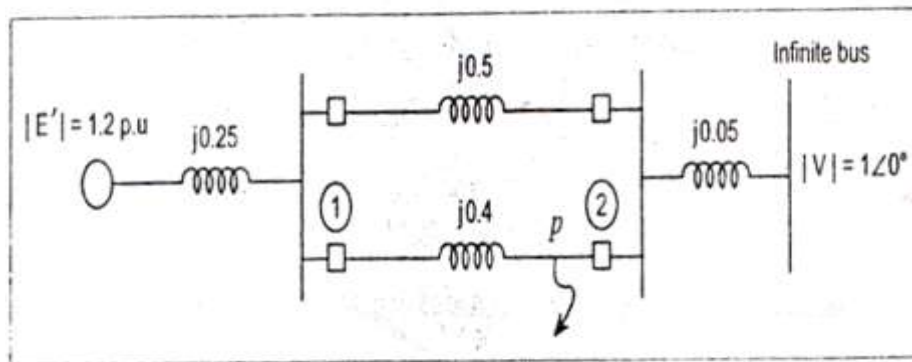 Infinite bus
j0.5
|E'| = 1.2 p.u
j0.25
j0.05
|V| = 1∠0°
1
2
j0.4
p